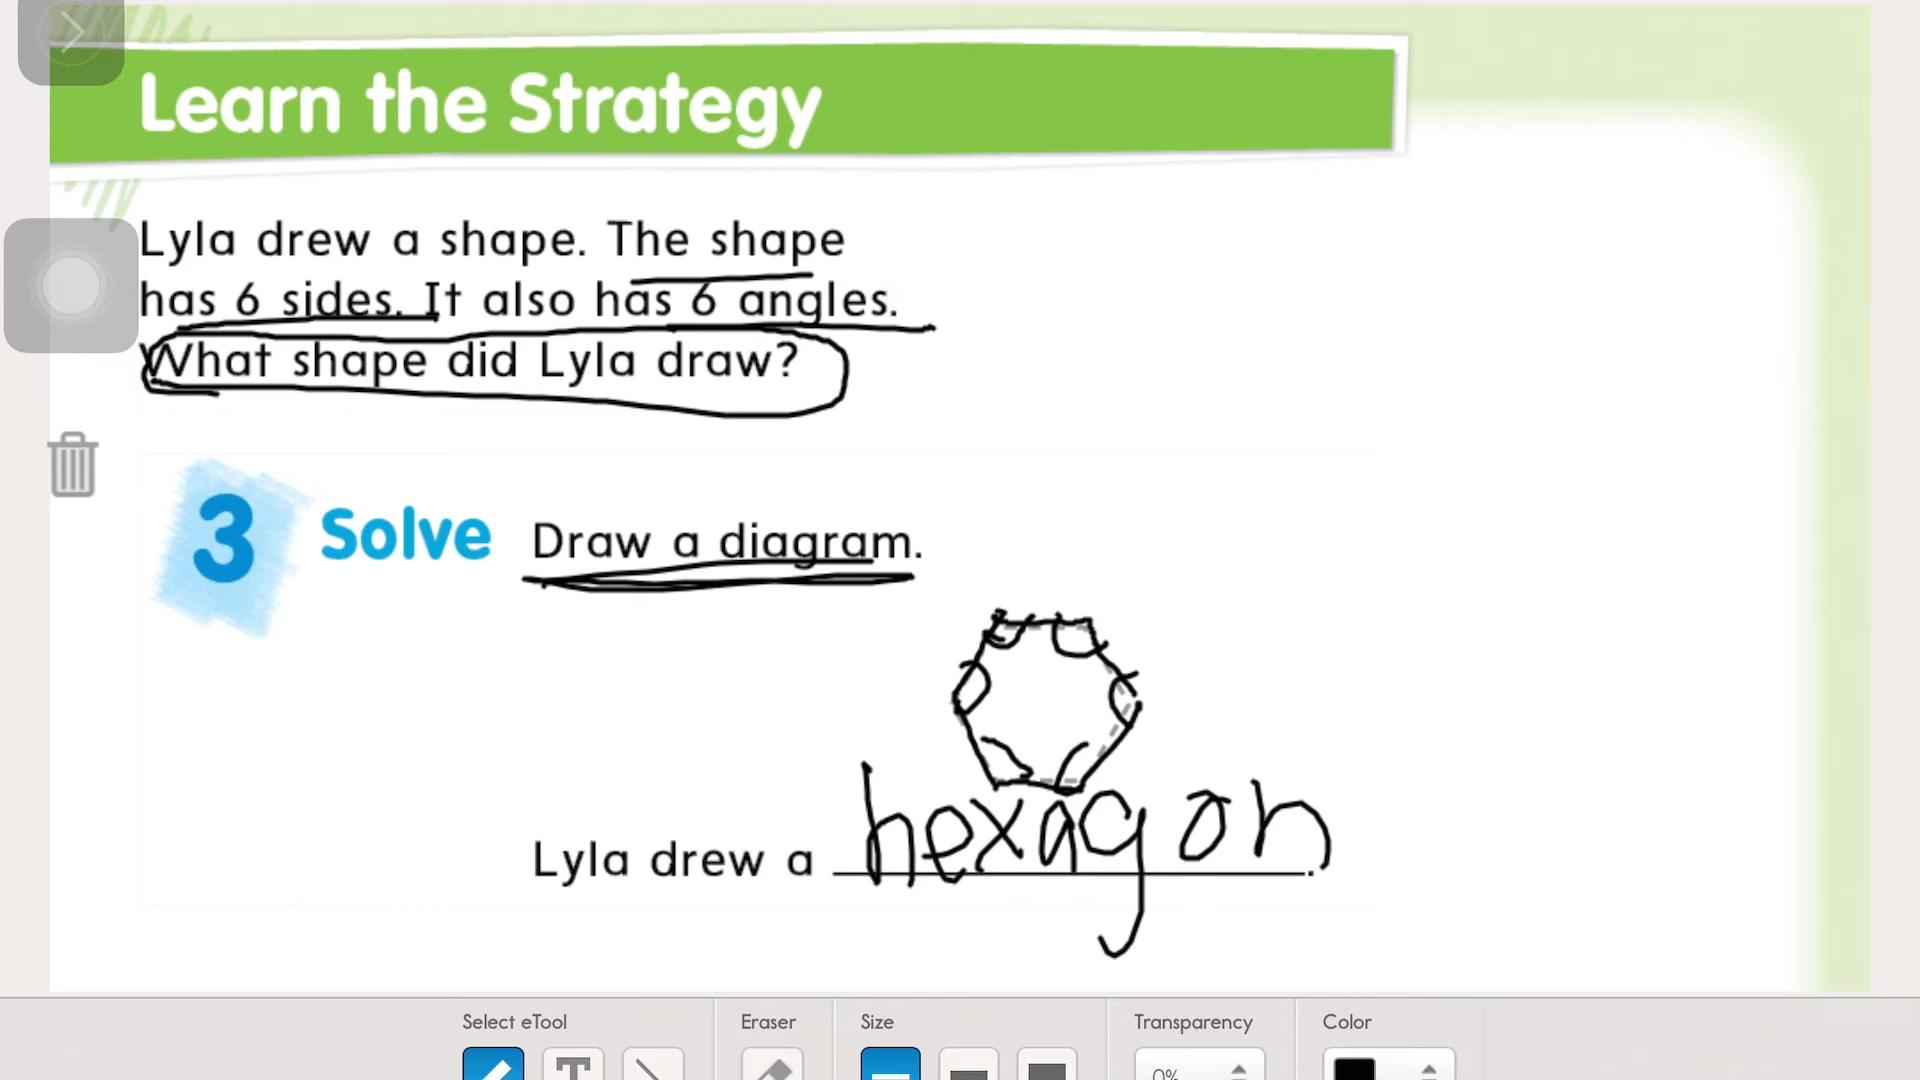 Learn the Strategy
Lyla drew a shape. The shape
has 6 sides. It also has 6 angles.
What shape did Lyla draw?
3 Solve Draw a diagram.
Lyla drew a hexagon.
Select eTool Eraser Size Transparency Color
T 0%